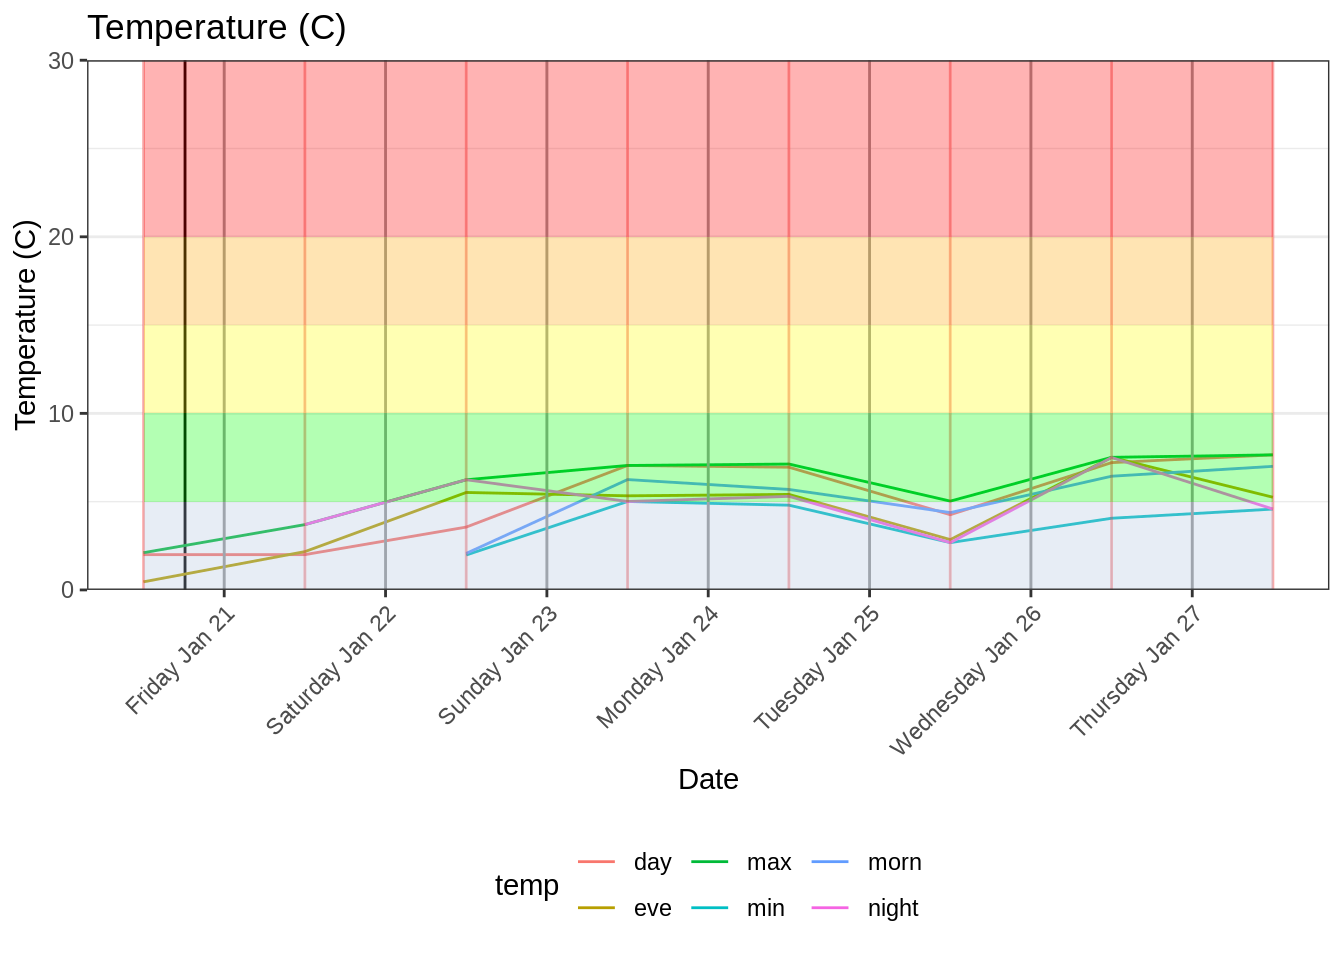 Temperature (C)
Temperature (C)
30
20
10
0
Friday Jan 21
Saturday Jan 22
Sunday Jan 23
Monday Jan 24
Tuesday Jan 25
Wednesday Jan 26
Thursday Jan 27
Date
temp
day
max
morn
eve
min
night